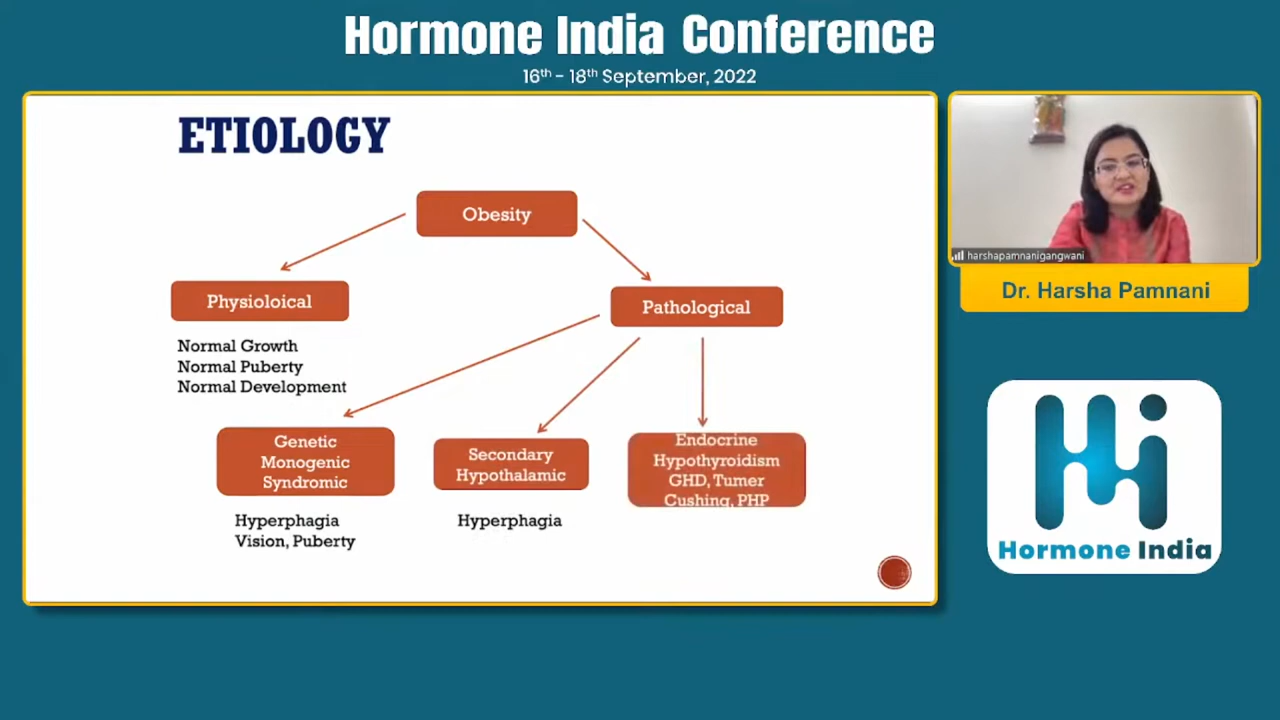 Hormone India Conference
16th - 18th September, 2022
ETIOLOGY
Obesity
Physioloical
Pathological
Normal Growth
Normal Puberty
Normal Development
Genetic
Monogenic
Syndromic
Secondary
Hypothalamic
Endocrine
Hypothyroidism
GHD, Tumer
Cushing, PHP
Hyperphagia
Vision, Puberty
Hyperphagia
harshapamnanigangwani
Dr. Harsha Pamnani
Hormone India